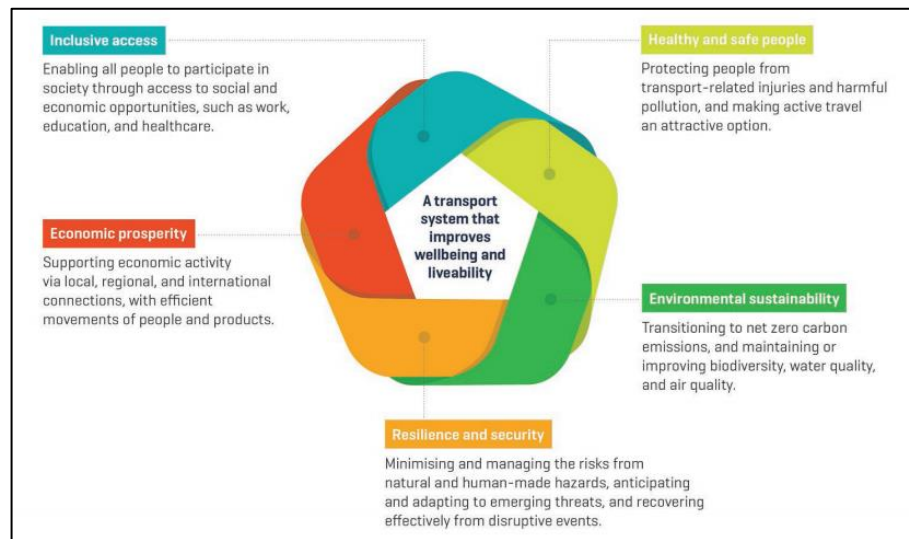 Inclusive access
Enabling all people to participate in
society through access to social and
economic opportunities, such as work,
education, and healthcare.
Healthy and safe people
Protecting people from
transport-related injuries and harmful
pollution, and making active travel
an attractive option.
A transport
system that
improves
wellbeing and
liveability
Economic prosperity
Supporting economic activity
via local, regional, and international
connections, with efficient
movements of people and products.
Environmental sustainability
Transitioning to net zero carbon
emissions, and maintaining or
improving biodiversity, water quality,
and air quality.
Resilience and security
Minimising and managing the risks from
natural and human-made hazards, anticipating
and adapting to emerging threats, and recovering
effectively from disruptive events.